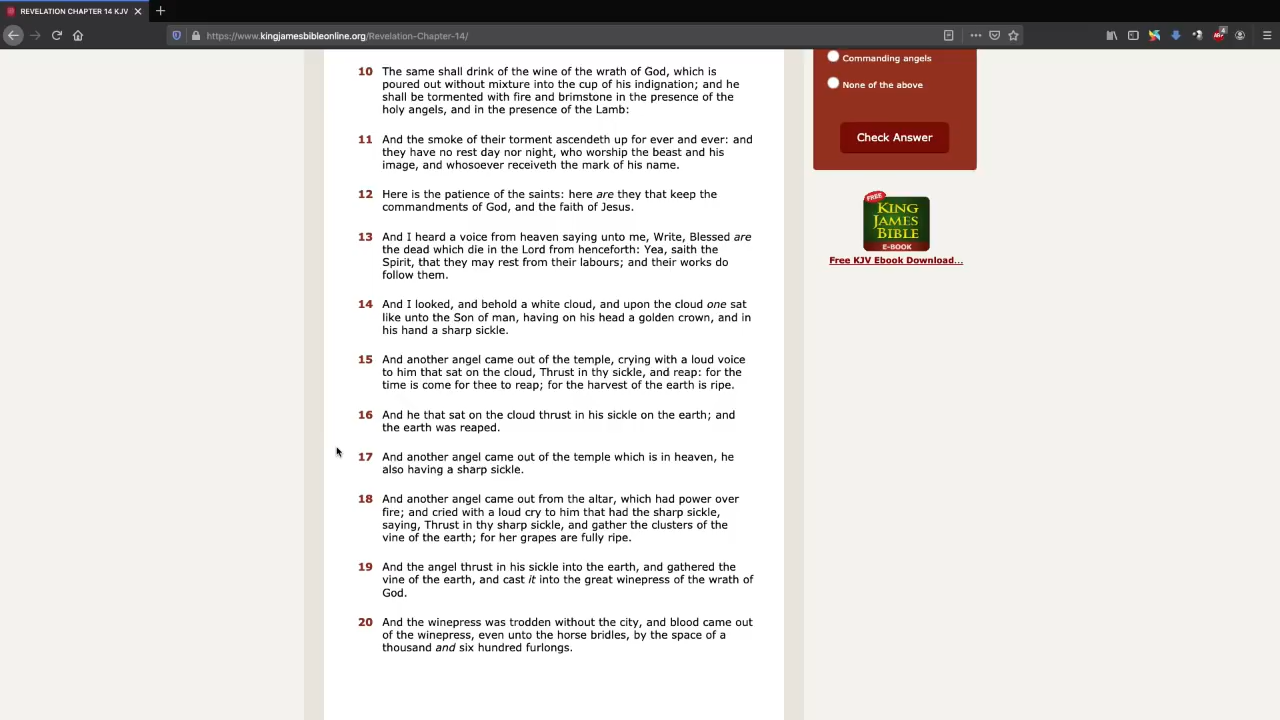 REVELATION CHAPTER 14 KJV
https://www.kingjamesbibleonline.org/Revelation-Chapter-14/
10 The same shall drink of the wine of the wrath of God, which is
poured out without mixture into the cup of his indignation; and he
shall be tormented with fire and brimstone in the presence of the
holy angels, and in the presence of the Lamb:
11 And the smoke of their torment ascendeth up for ever and ever: and
they have no rest day nor night, who worship the beast and his
image, and whosoever receiveth the mark of his name.
12 Here is the patience of the saints: here are they that keep the
commandments of God, and the faith of Jesus.
13 And I heard a voice from heaven saying unto me, Write, Blessed are
the dead which die in the Lord from henceforth: Yea, saith the
Spirit, that they may rest from their labours; and their works do
follow them.
14 And I looked, and behold a white cloud, and upon the cloud one sat
like unto the Son of man, having on his head a golden crown, and in
his hand a sharp sickle.
15 And another angel came out of the temple, crying with a loud voice
to him that sat on the cloud, Thrust in thy sickle, and reap: for the
time is come for thee to reap; for the harvest of the earth is ripe.
16 And he that sat on the cloud thrust in his sickle on the earth; and
the earth was reaped.
17 And another angel came out of the temple which is in heaven, he
also having a sharp sickle.
18 And another angel came out from the altar, which had power over
fire; and cried with a loud cry to him that had the sharp sickle,
saying, Thrust in thy sharp sickle, and gather the clusters of the
vine of the earth; for her grapes are fully ripe.
19 And the angel thrust in his sickle into the earth, and gathered the
vine of the earth, and cast it into the great winepress of the wrath of
God.
20 And the winepress was trodden without the city, and blood came out
of the winepress, even unto the horse bridles, by the space of a
thousand and six hundred furlongs.
Commanding angels
None of the above
Check Answer
FREE
KING
JAMES
BIBLE
E-BOOK
Free KJV Ebook Download...